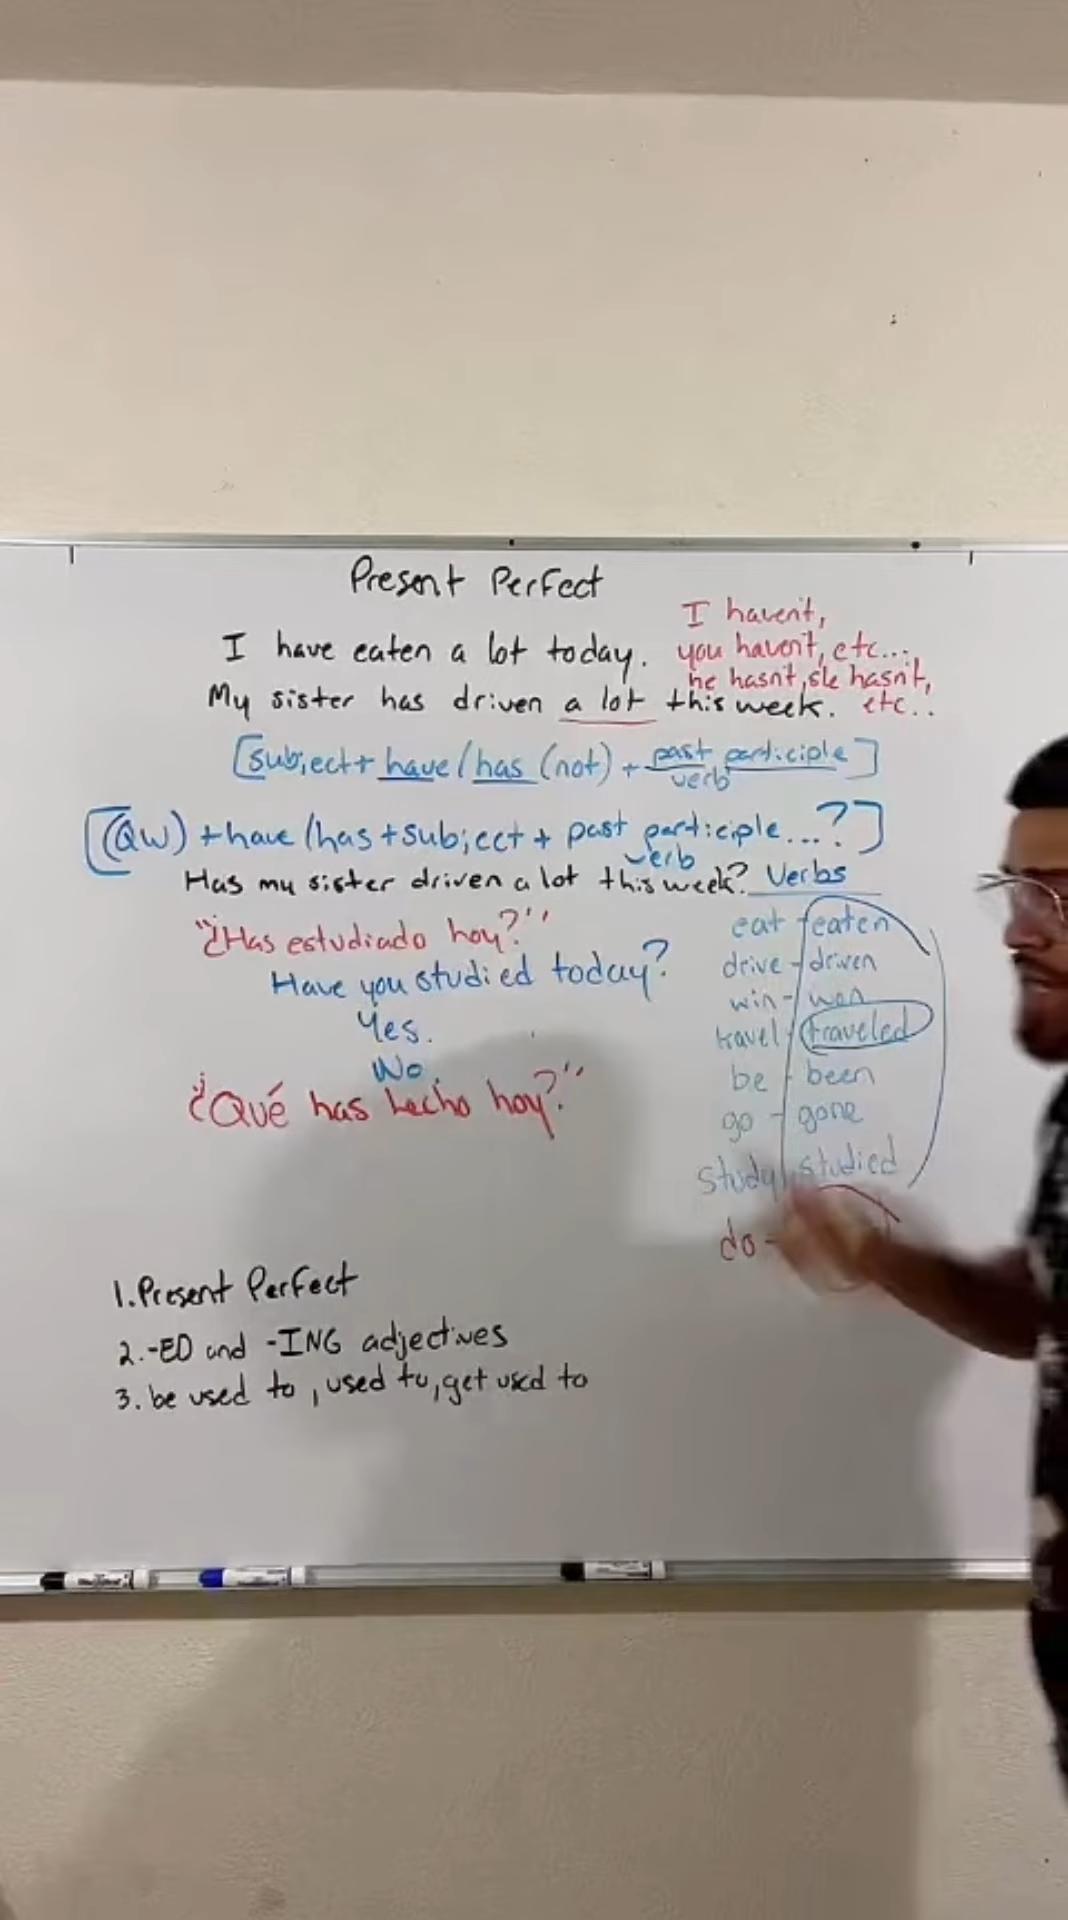 Present Perfect
I haven't,
I have eaten a lot today. you haven't, etc...
he hasn't, she hasn't,
My sister has driven a lot this week. etc..
[subject + have/has (not) + past participle]
verb
[(QW) + have/has + subject + past participle...?]
verb
Has my sister driven a lot this week? Verbs
"¿Has estudiado hoy?"
Have you studied today?
Yes.
No.
"¿Qué has hecho hoy?"
eat - eaten
drive - driven
win - won
travel - traveled
be - been
go - gone
study - studied
do -
1. Present Perfect
2. -ED and -ING adjectives
3. be used to, used to, get used to